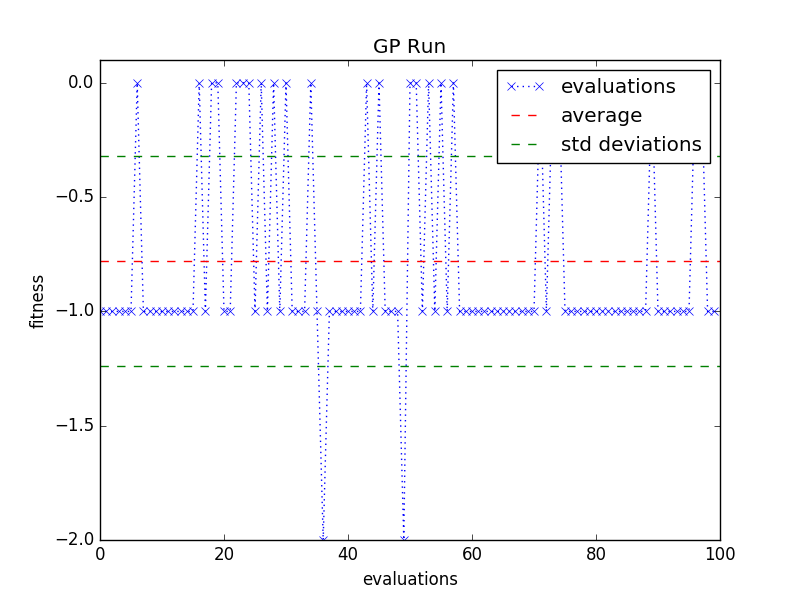 GP Run
evaluations
average
std deviations
0.0
−0.5
−1.0
−1.5
−2.0
fitness
0 20 40 60 80 100
evaluations